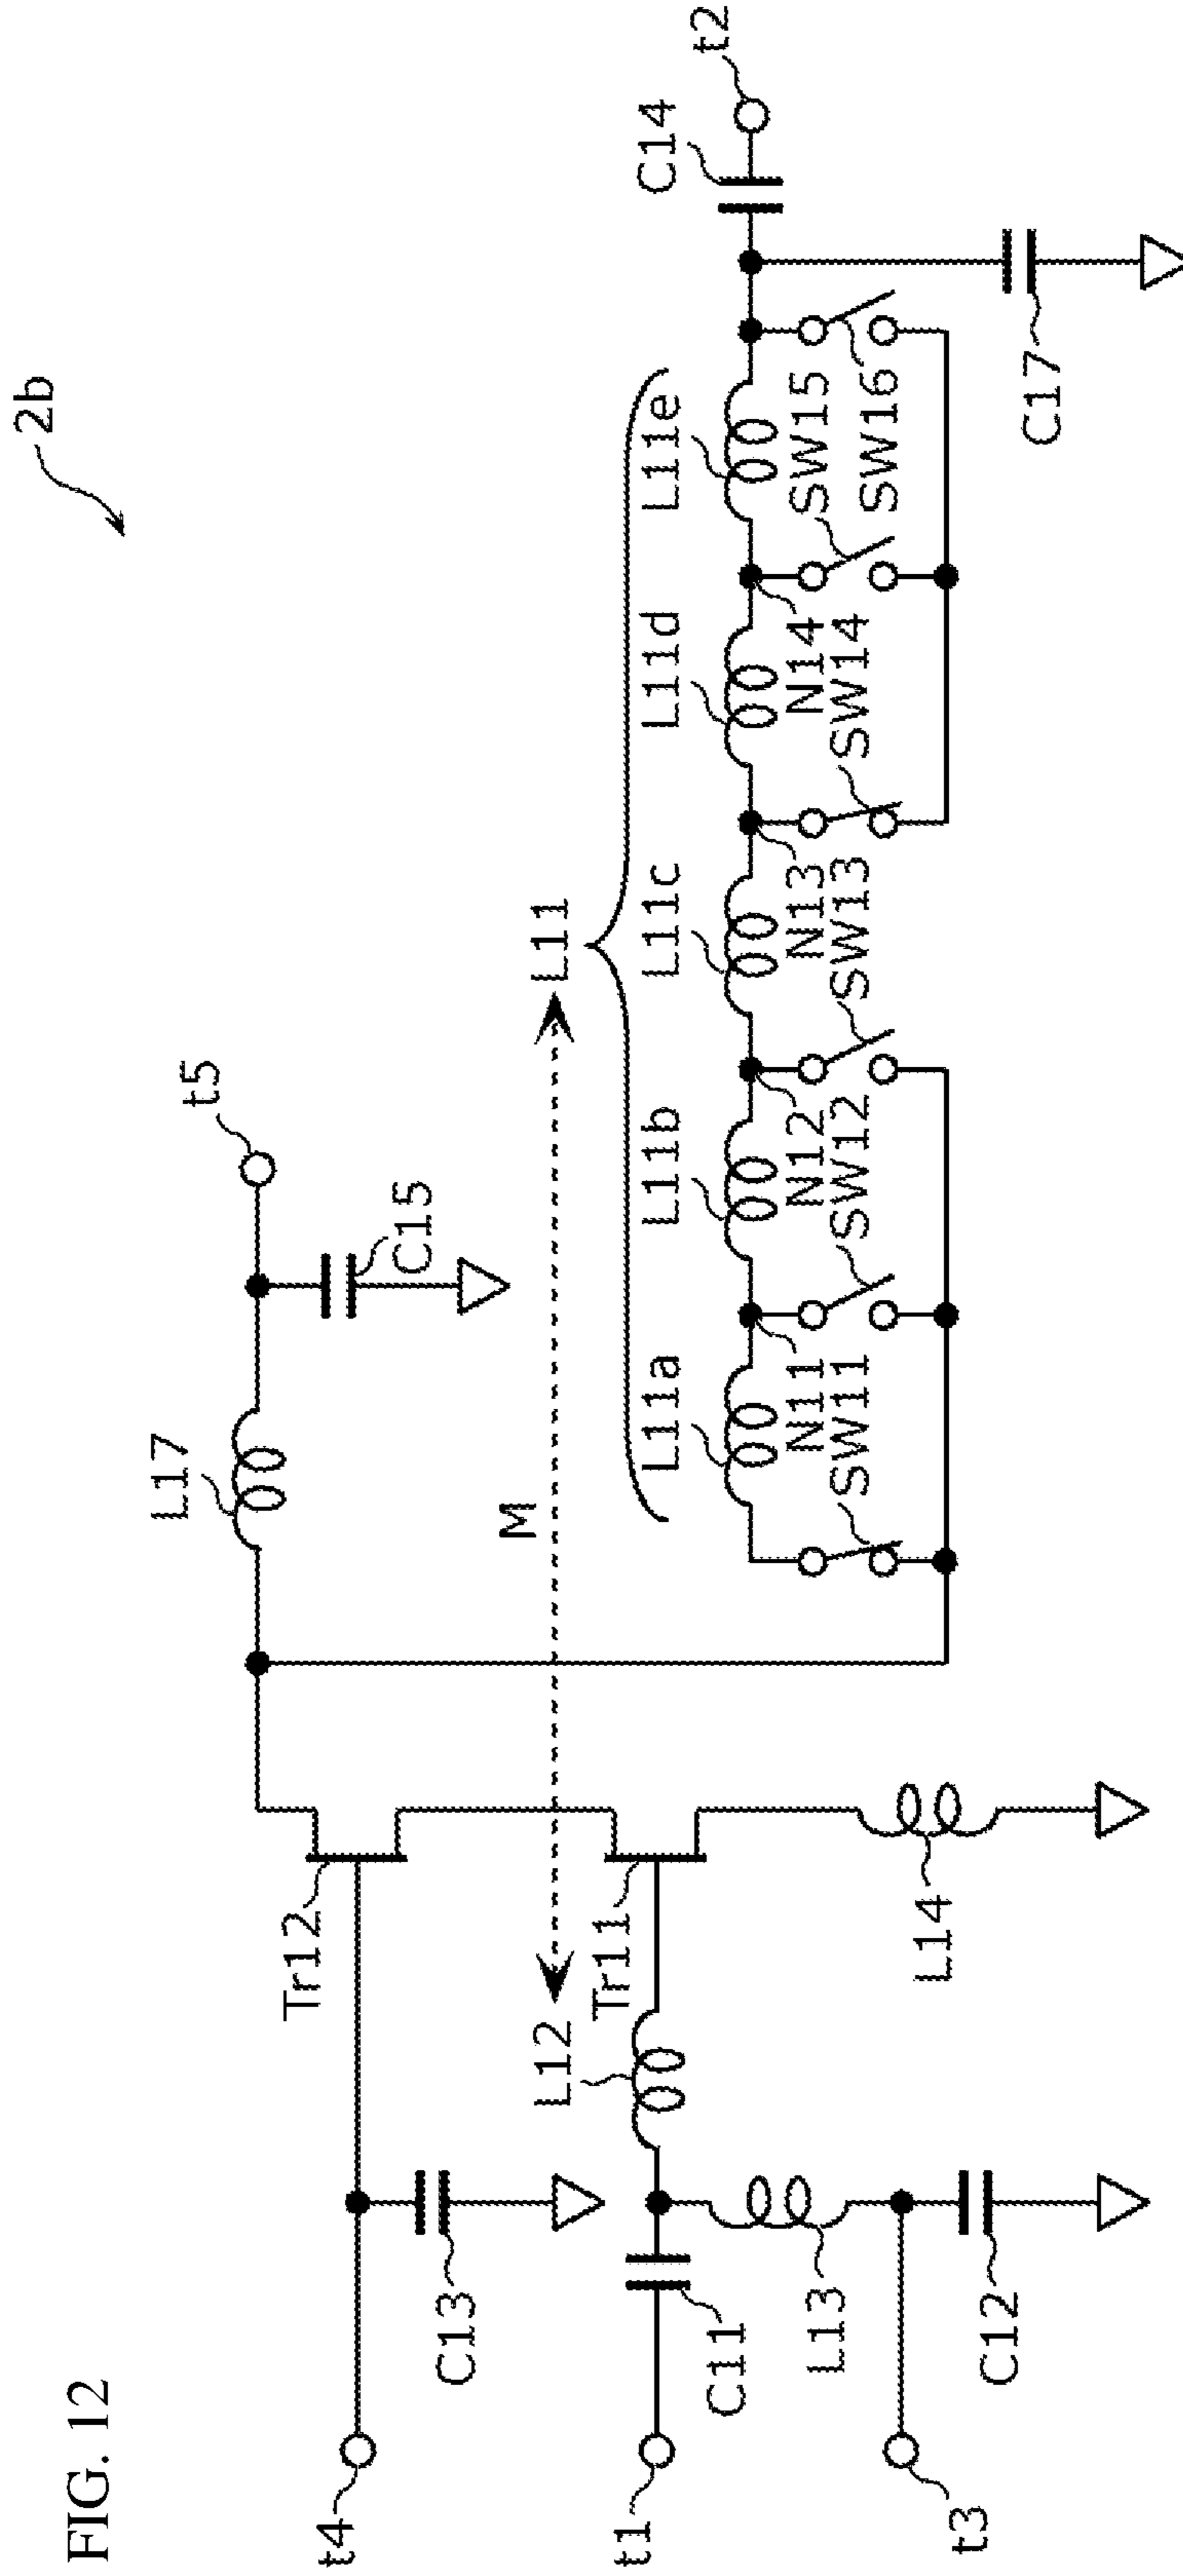 FIG. 12
2b
t4
C13
Tr12
L17
t5
C15
M
L11
t1
C11
L12
Tr11
L13
t3
C12
L14
L11a
L11b
L11c
L11d
L11e
C14
t2
N11
N12
N13
N14
SW15
SW11
SW12
SW13
SW14
SW16
C17